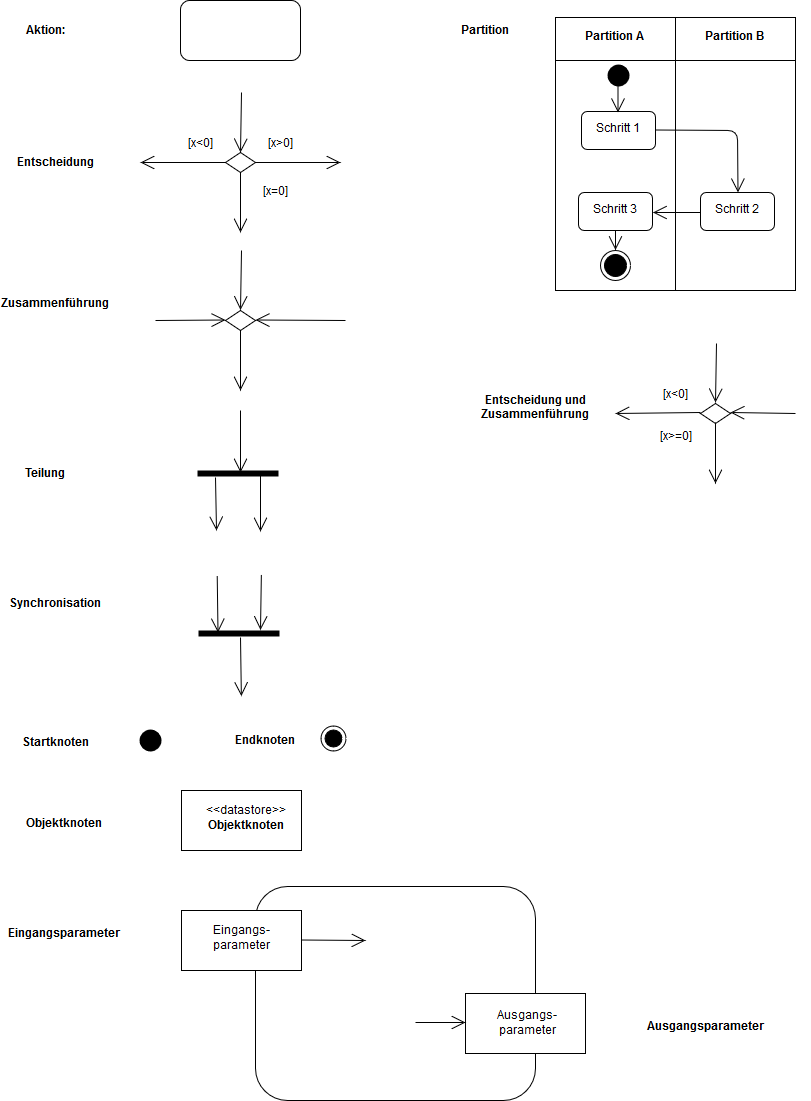 Aktion:
Partition
Partition A
Partition B
Schritt 1
Schritt 3
Schritt 2
[x<0]
[x>0]
Entscheidung
[x=0]
Zusammenführung
Entscheidung und
Zusammenführung
[x<0]
[x>=0]
Teilung
Synchronisation
Startknoten
Endknoten
Objektknoten
<<datastore>>
Objektknoten
Eingangsparameter
Eingangs-
parameter
Ausgangs-
parameter
Ausgangsparameter